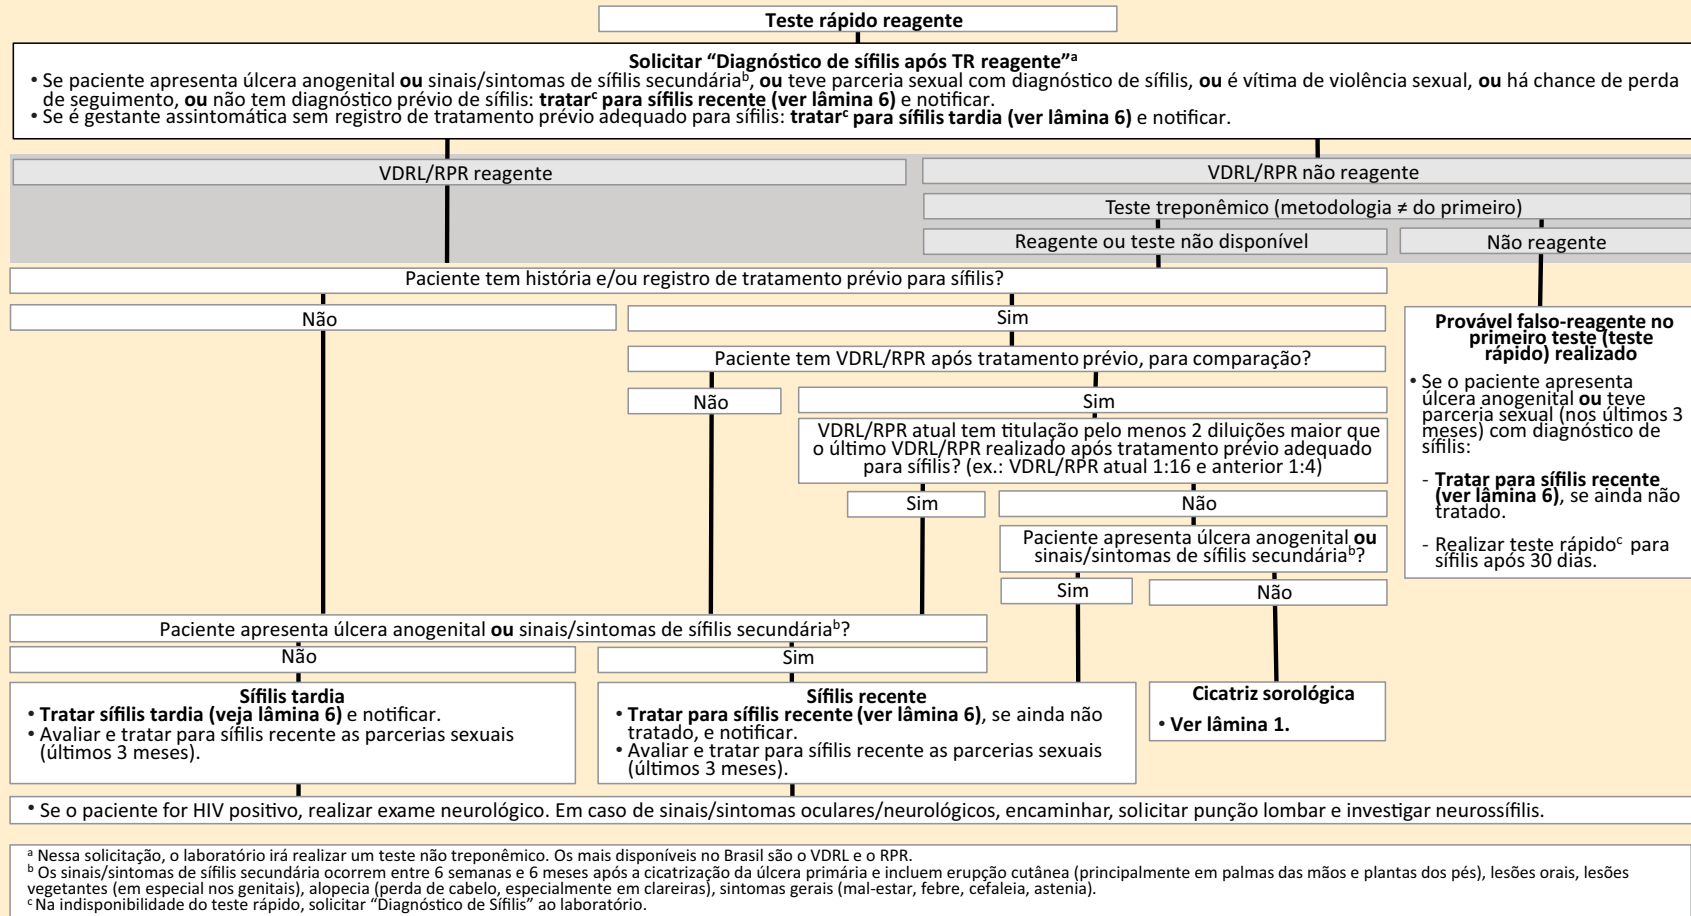 Teste rápido reagente
Solicitar “Diagnóstico de sífilis após TR reagente”ᵃ
• Se paciente apresenta úlcera anogenital ou sinais/sintomas de sífilis secundáriaᵇ, ou teve parceria sexual com diagnóstico de sífilis, ou é vítima de violência sexual, ou há chance de perda
de seguimento, ou não tem diagnóstico prévio de sífilis: tratarᶜ para sífilis recente (ver lâmina 6) e notificar.
• Se é gestante assintomática sem registro de tratamento prévio adequado para sífilis: tratarᶜ para sífilis tardia (ver lâmina 6) e notificar.
VDRL/RPR reagente
VDRL/RPR não reagente
Teste treponêmico (metodologia ≠ do primeiro)
Reagente ou teste não disponível
Não reagente
Paciente tem história e/ou registro de tratamento prévio para sífilis?
Não
Sim
Paciente tem VDRL/RPR após tratamento prévio, para comparação?
Não
Sim
VDRL/RPR atual tem titulação pelo menos 2 diluições maior que
o último VDRL/RPR realizado após tratamento prévio adequado
para sífilis? (ex.: VDRL/RPR atual 1:16 e anterior 1:4)
Sim
Não
Paciente apresenta úlcera anogenital ou
sinais/sintomas de sífilis secundáriaᵇ?
Sim
Não
Provável falso-reagente no
primeiro teste (teste
rápido) realizado
• Se o paciente apresenta
úlcera anogenital ou teve
parceria sexual (nos últimos 3
meses) com diagnóstico de
sífilis:
- Tratar para sífilis recente
(ver lâmina 6), se ainda não
tratado.
- Realizar teste rápidoᶜ para
sífilis após 30 dias.
Paciente apresenta úlcera anogenital ou sinais/sintomas de sífilis secundáriaᵇ?
Não
Sim
Sífilis tardia
• Tratar sífilis tardia (veja lâmina 6) e notificar.
• Avaliar e tratar para sífilis recente as parcerias sexuais
(últimos 3 meses).
Sífilis recente
• Tratar para sífilis recente (ver lâmina 6), se ainda não
tratado, e notificar.
• Avaliar e tratar para sífilis recente as parcerias sexuais
(últimos 3 meses).
Cicatriz sorológica
• Ver lâmina 1.
• Se o paciente for HIV positivo, realizar exame neurológico. Em caso de sinais/sintomas oculares/neurológicos, encaminhar, solicitar punção lombar e investigar neurossífilis.
ᵃ Nessa solicitação, o laboratório irá realizar um teste não treponêmico. Os mais disponíveis no Brasil são o VDRL e o RPR.
ᵇ Os sinais/sintomas de sífilis secundária ocorrem entre 6 semanas e 6 meses após a cicatrização da úlcera primária e incluem erupção cutânea (principalmente em palmas das mãos e plantas dos pés), lesões orais, lesões
vegetantes (em especial nos genitais), alopecia (perda de cabelo, especialmente em clareiras), sintomas gerais (mal-estar, febre, cefaleia, astenia).
ᶜ Na indisponibilidade do teste rápido, solicitar “Diagnóstico de Sífilis” ao laboratório.